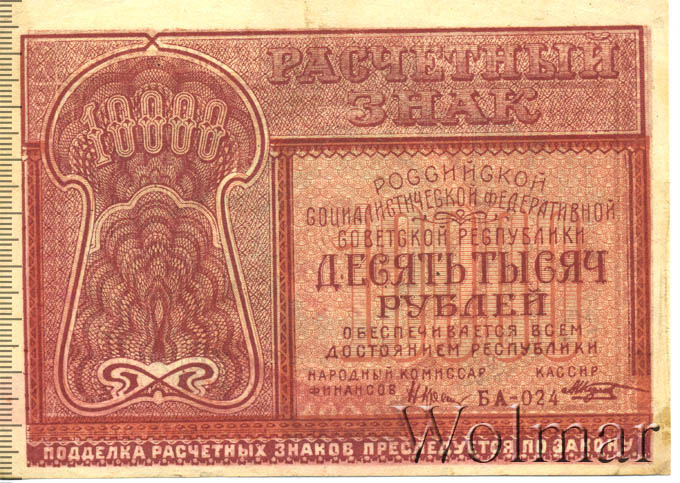 10000
РАСЧЕТНЫЙ
ЗНАК
РОССИЙСКОЙ
СОЦИАЛИСТИЧЕСКОЙ ФЕДЕРАТИВНОЙ
СОВЕТСКОЙ РЕСПУБЛИКИ
ДЕСЯТЬ ТЫСЯЧ
РУБЛЕЙ
ОБЕСПЕЧИВАЕТСЯ ВСЕМ
ДОСТОЯНИЕМ РЕСПУБЛИКИ
НАРОДНЫЙ КОМИССАР КАССИР
ФИНАНСОВ БА-024
Wolmar
ПОДДЕЛКА РАСЧЕТНЫХ ЗНАКОВ ПРЕСЛЕДУЕТСЯ ПО ЗАКОНУ